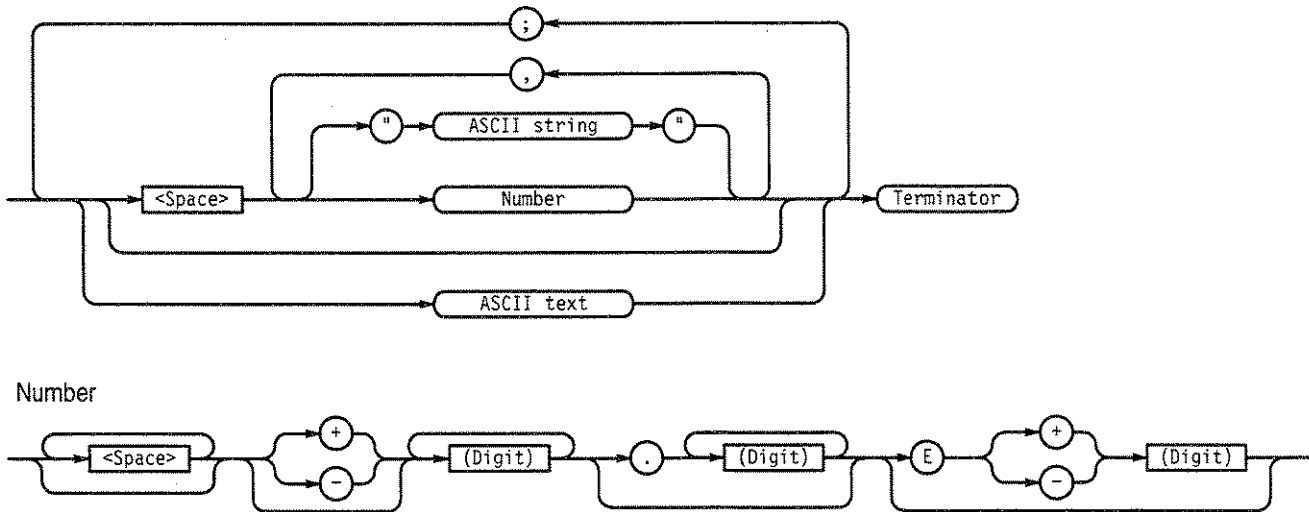 ;
,
" ASCII string "
<Space> Number Terminator
ASCII text
Number
+ +
<Space> (Digit) . (Digit) E (Digit)
- -